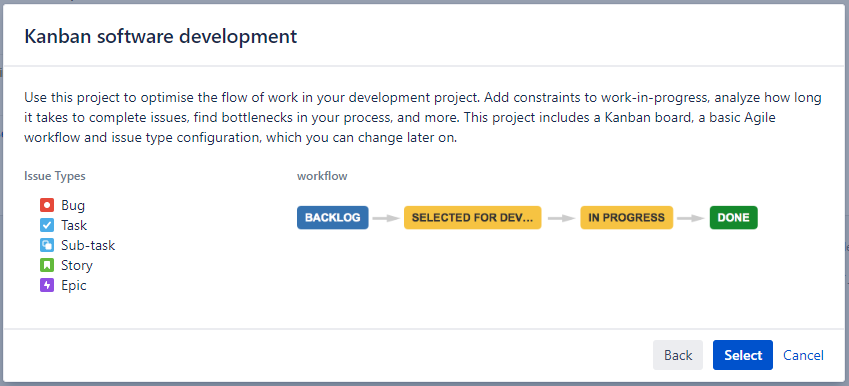 Kanban software development
Use this project to optimise the flow of work in your development project. Add constraints to work-in-progress, analyze how long
it takes to complete issues, find bottlenecks in your process, and more. This project includes a Kanban board, a basic Agile
workflow and issue type configuration, which you can change later on.
Issue Types
Bug
Task
Sub-task
Story
Epic
workflow
BACKLOG SELECTED FOR DEV... IN PROGRESS DONE
Back Select Cancel